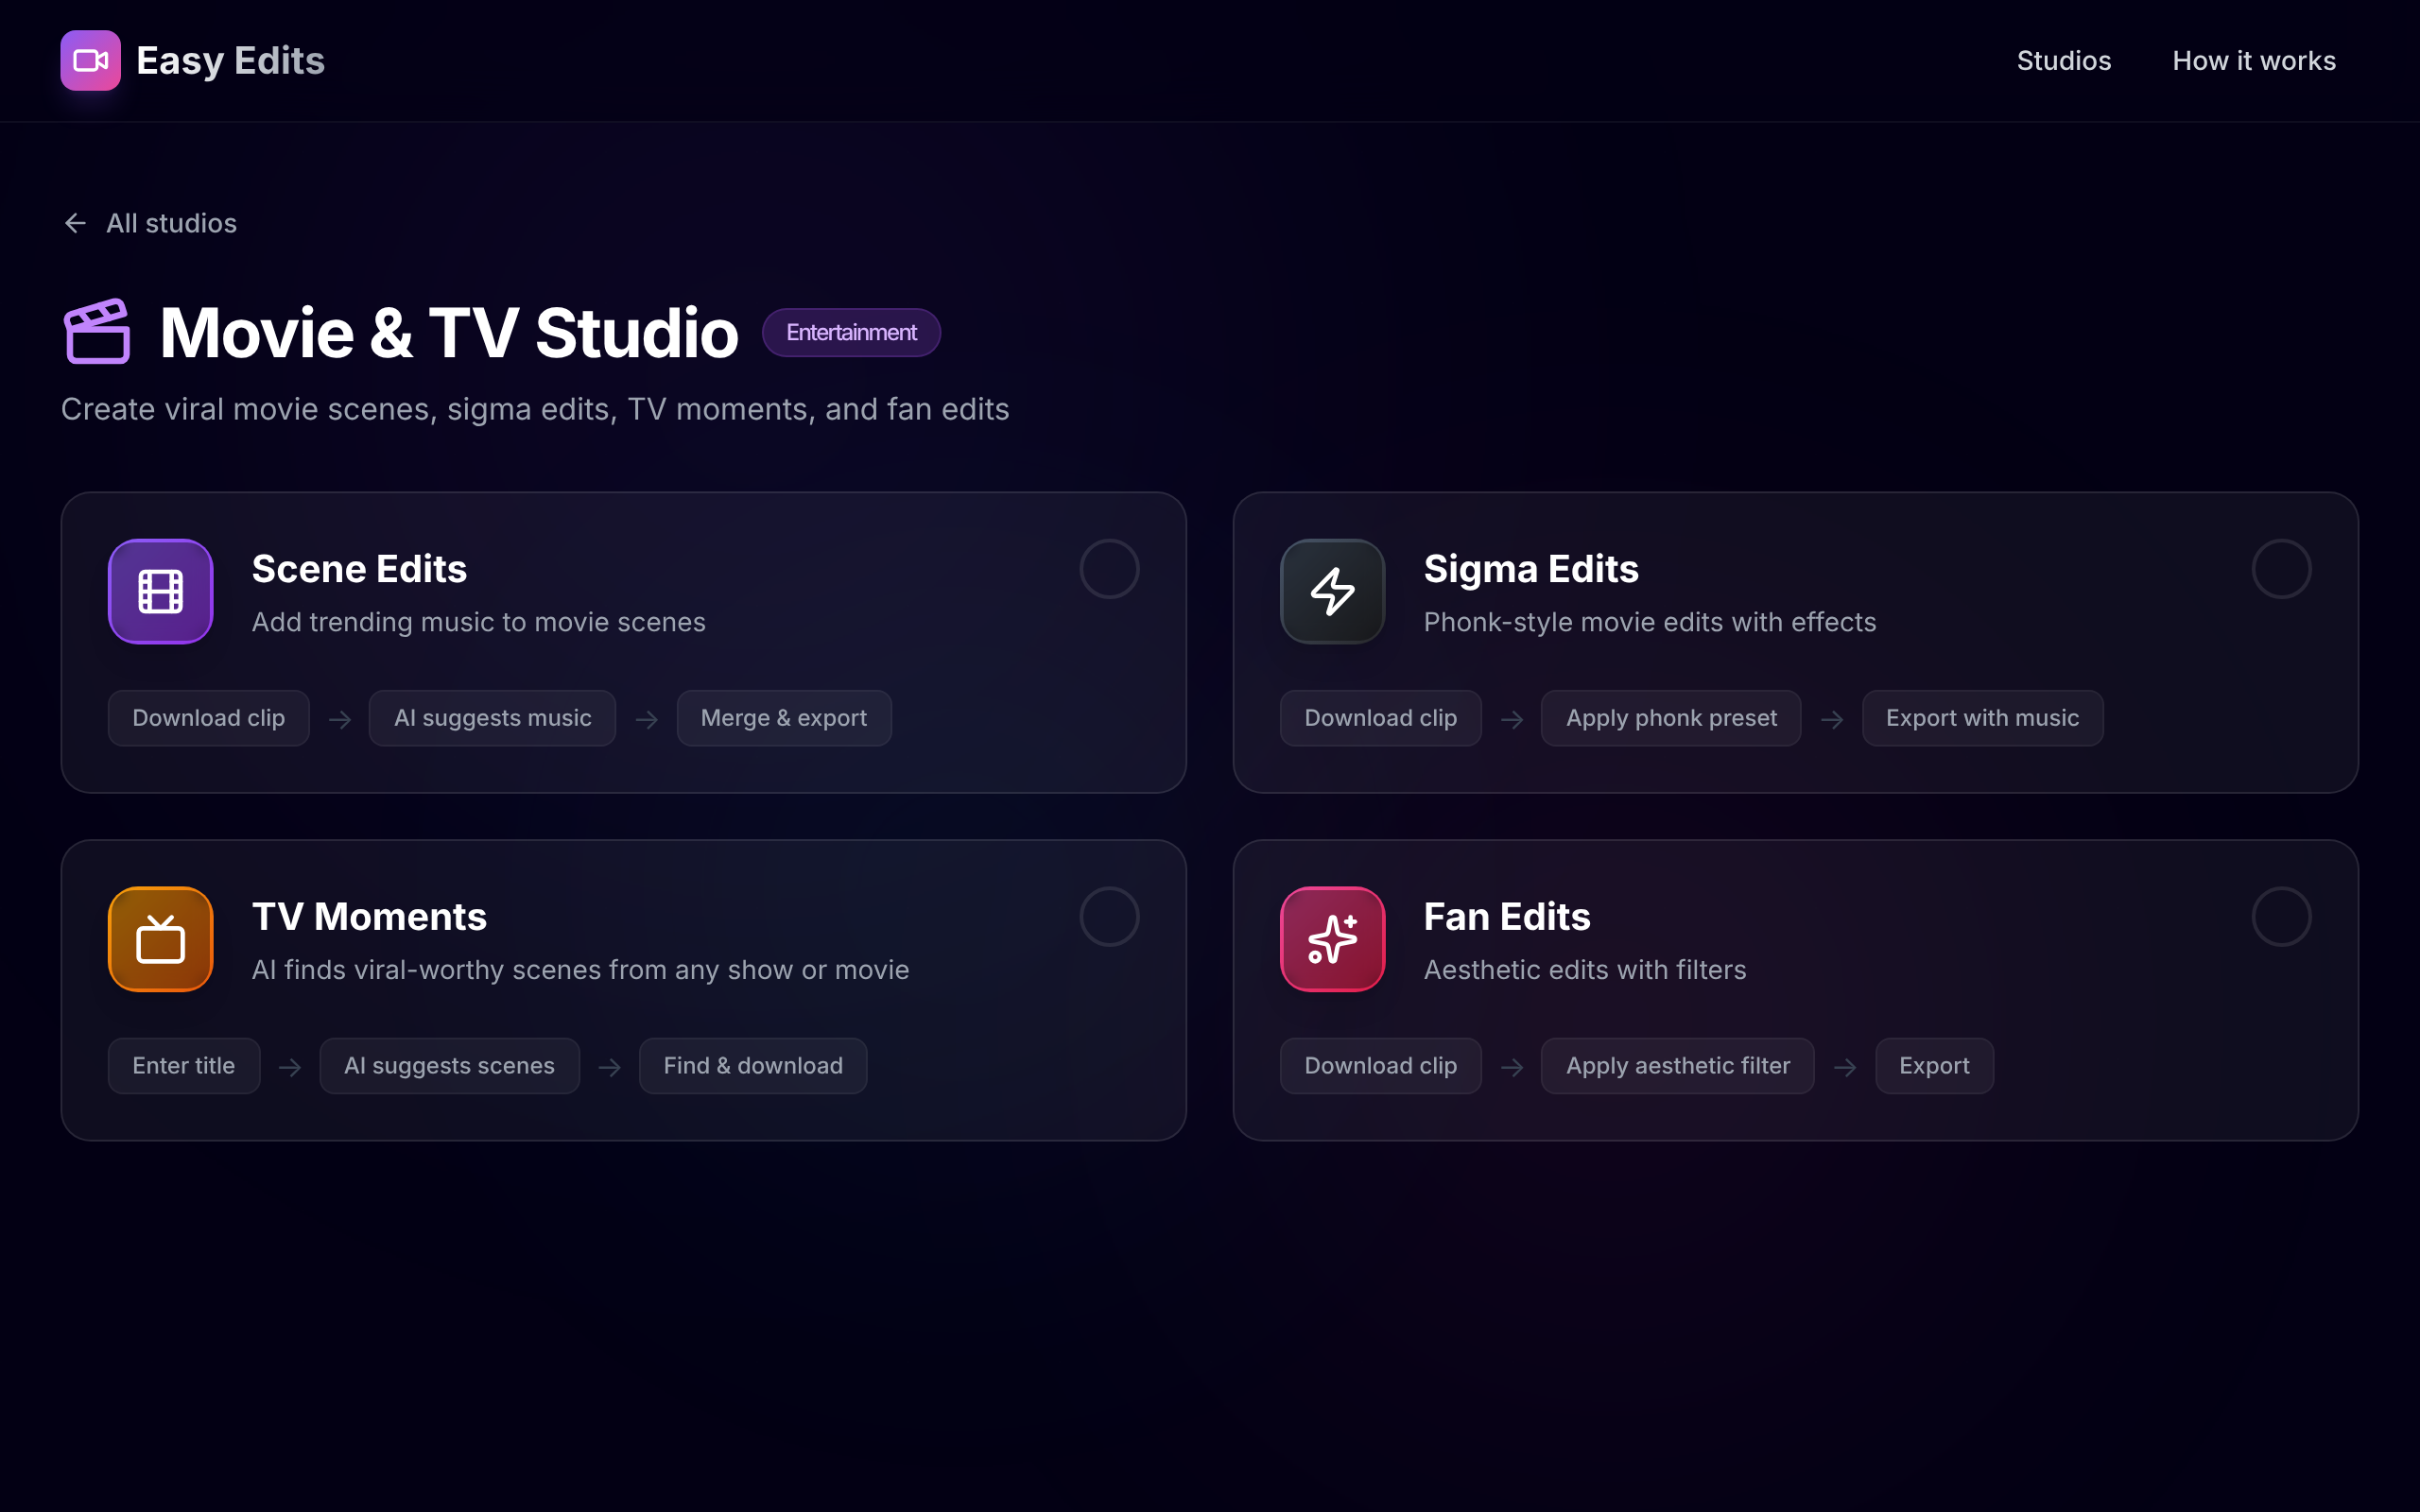 Easy Edits
Studios
How it works
All studios
Movie & TV Studio
Entertainment
Create viral movie scenes, sigma edits, TV moments, and fan edits
Scene Edits
Add trending music to movie scenes
Download clip → AI suggests music → Merge & export
Sigma Edits
Phonk-style movie edits with effects
Download clip → Apply phonk preset → Export with music
TV Moments
AI finds viral-worthy scenes from any show or movie
Enter title → AI suggests scenes → Find & download
Fan Edits
Aesthetic edits with filters
Download clip → Apply aesthetic filter → Export